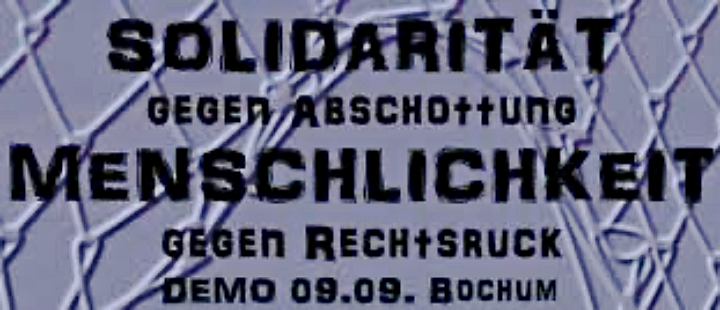 SOLIDARITÄT
GEGEN ABSCHOTTUNG
MENSCHLICHKEIT
GEGEN RECHTSRUCK
DEMO 09.09. BOCHUM